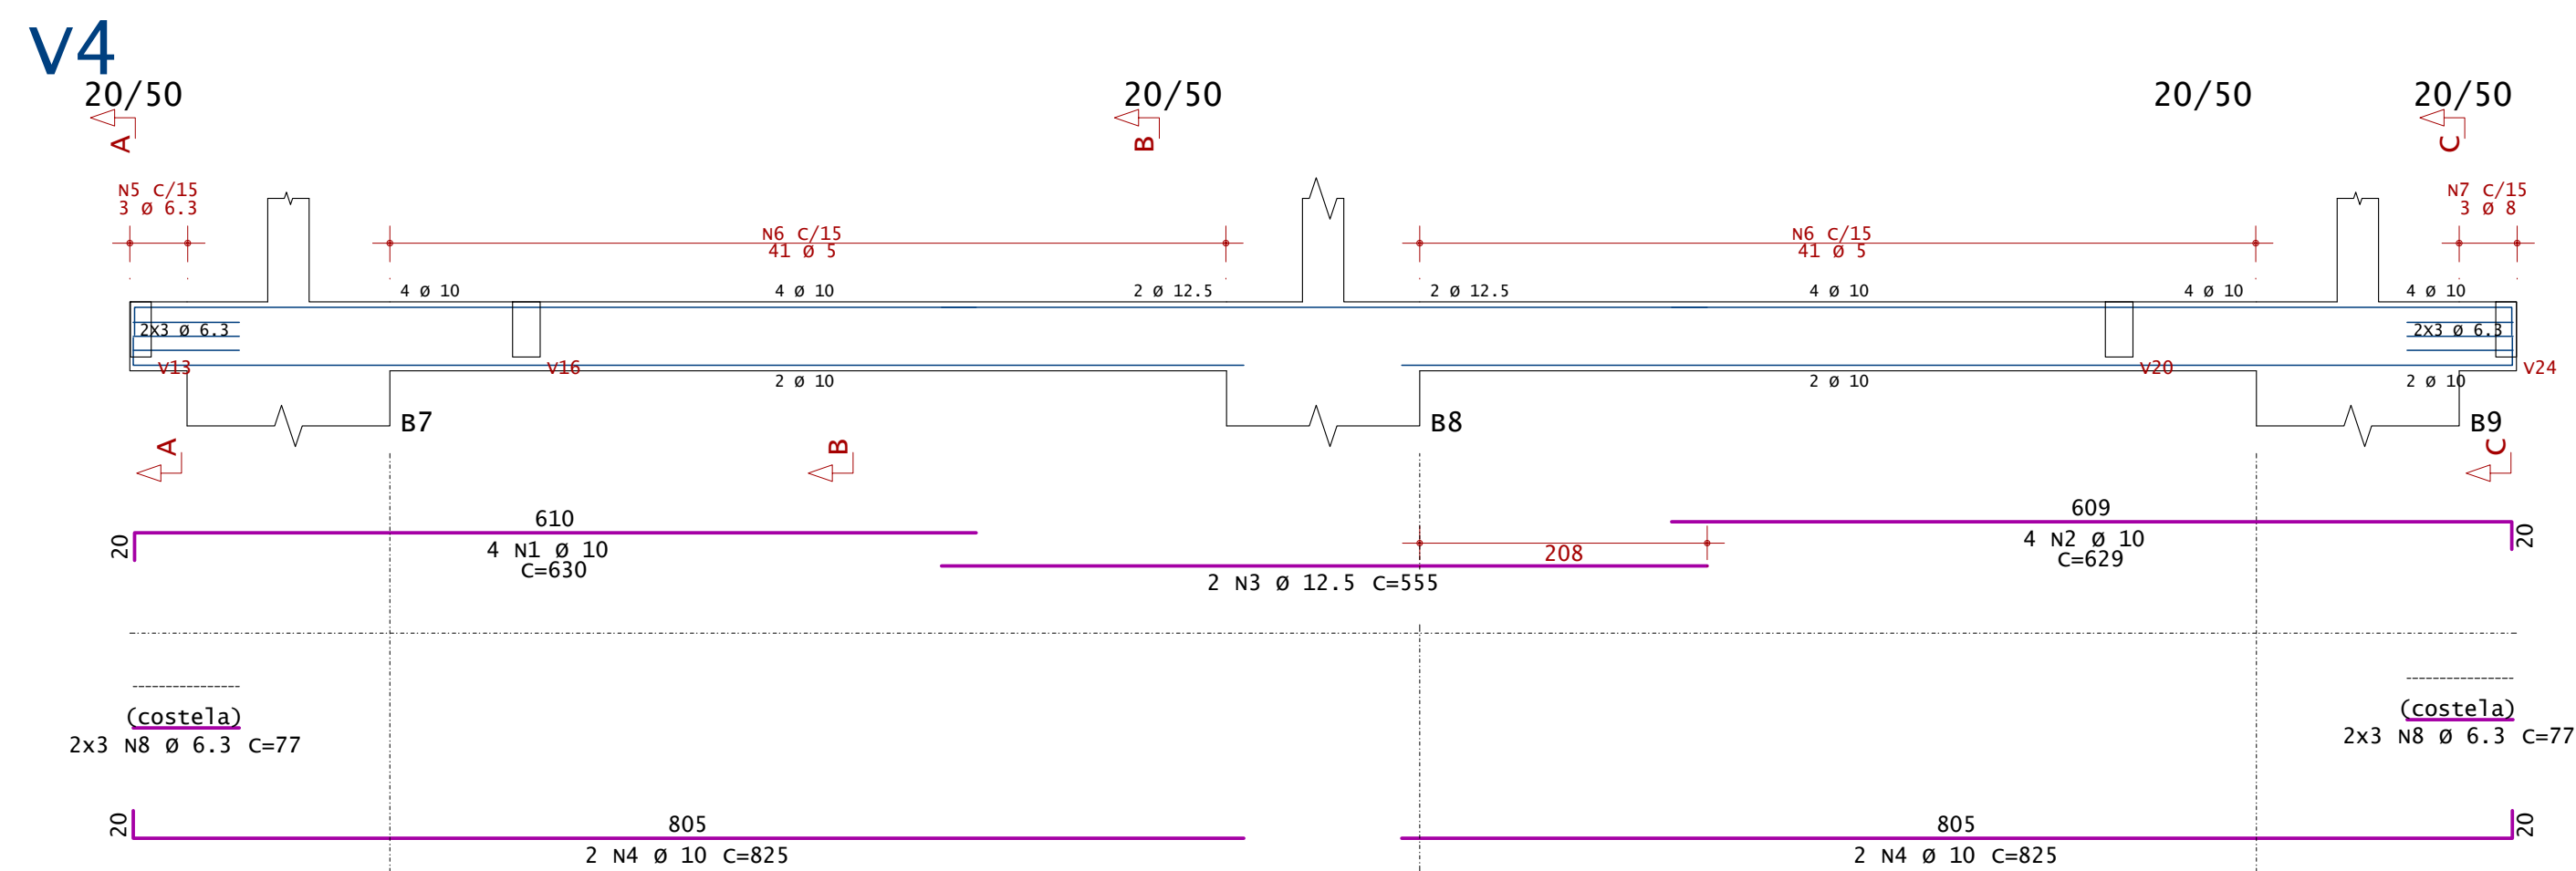 V4
20/50
20/50
20/50
20/50
A
B
C
N5 C/15
3 Ø 6.3
N6 C/15
41 Ø 5
N6 C/15
41 Ø 5
N7 C/15
3 Ø 8
4 Ø 10
4 Ø 10
2 Ø 12.5
2 Ø 12.5
4 Ø 10
4 Ø 10
4 Ø 10
2X3 Ø 6.3
2X3 Ø 6.3
V13
V16
V20
V24
2 Ø 10
2 Ø 10
2 Ø 10
B7
B8
B9
A
B
C
610
20
4 N1 Ø 10
C=630
208
2 N3 Ø 12.5 C=555
609
20
4 N2 Ø 10
C=629
(costela)
2x3 N8 Ø 6.3 C=77
(costela)
2x3 N8 Ø 6.3 C=77
20
805
2 N4 Ø 10 C=825
805
20
2 N4 Ø 10 C=825